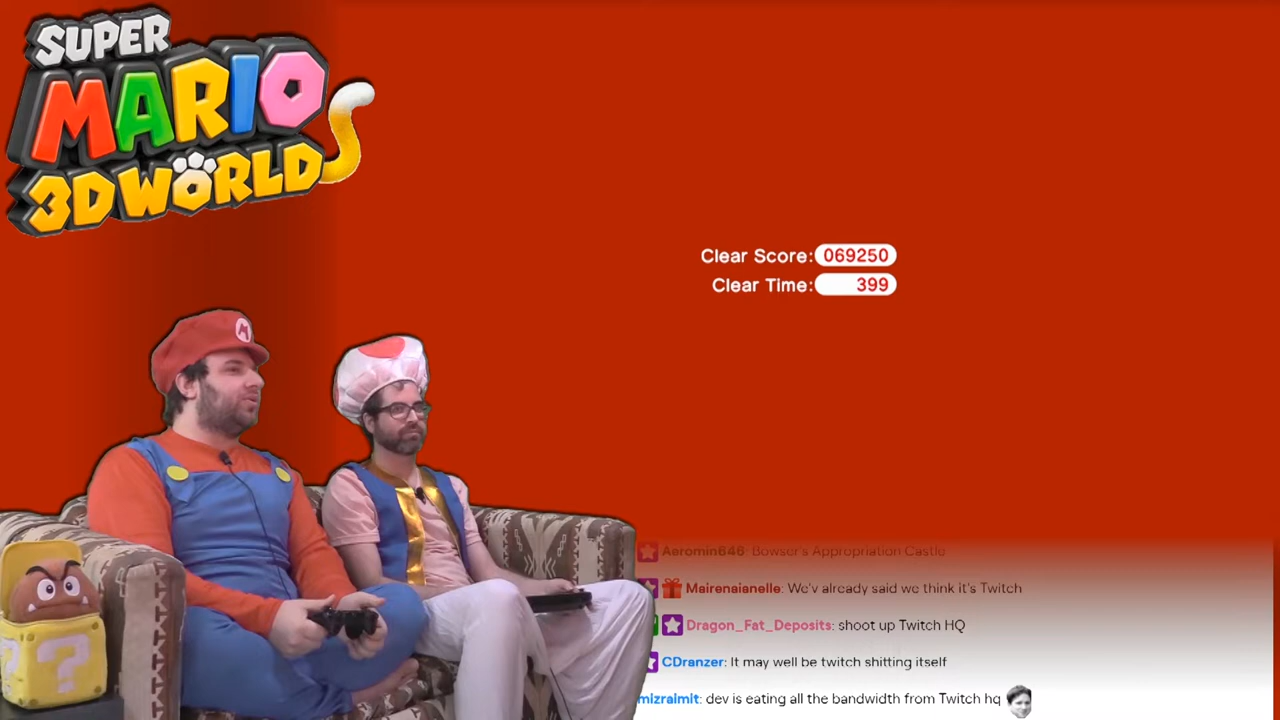 SUPER
MARIO
3D WORLD
Clear Score: 069250
Clear Time: 399
M
Aeromin646: Bowser's Appropriation Castle
Mairenaianelle: We'v already said we think it's Twitch
Dragon_Fat_Deposits: shoot up Twitch HQ
CDranzer: It may well be twitch shitting itself
mizraimit: dev is eating all the bandwidth from Twitch hq
?